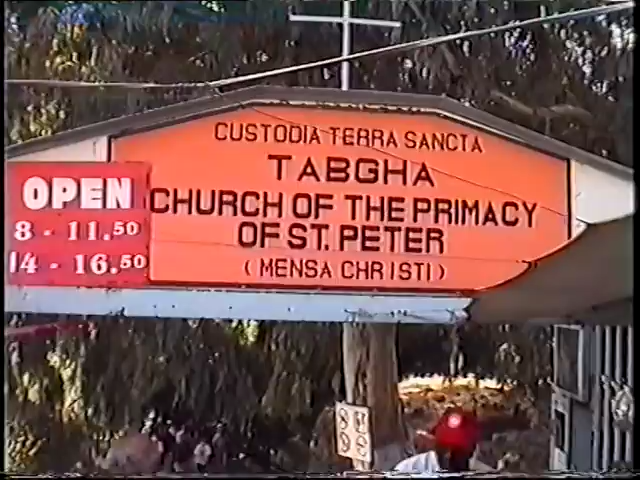 CUSTODIA TERRA SANCTA
TABGHA
CHURCH OF THE PRIMACY
OF ST. PETER
( MENSA CHRISTI )
OPEN
8 - 11.50
14 - 16.50